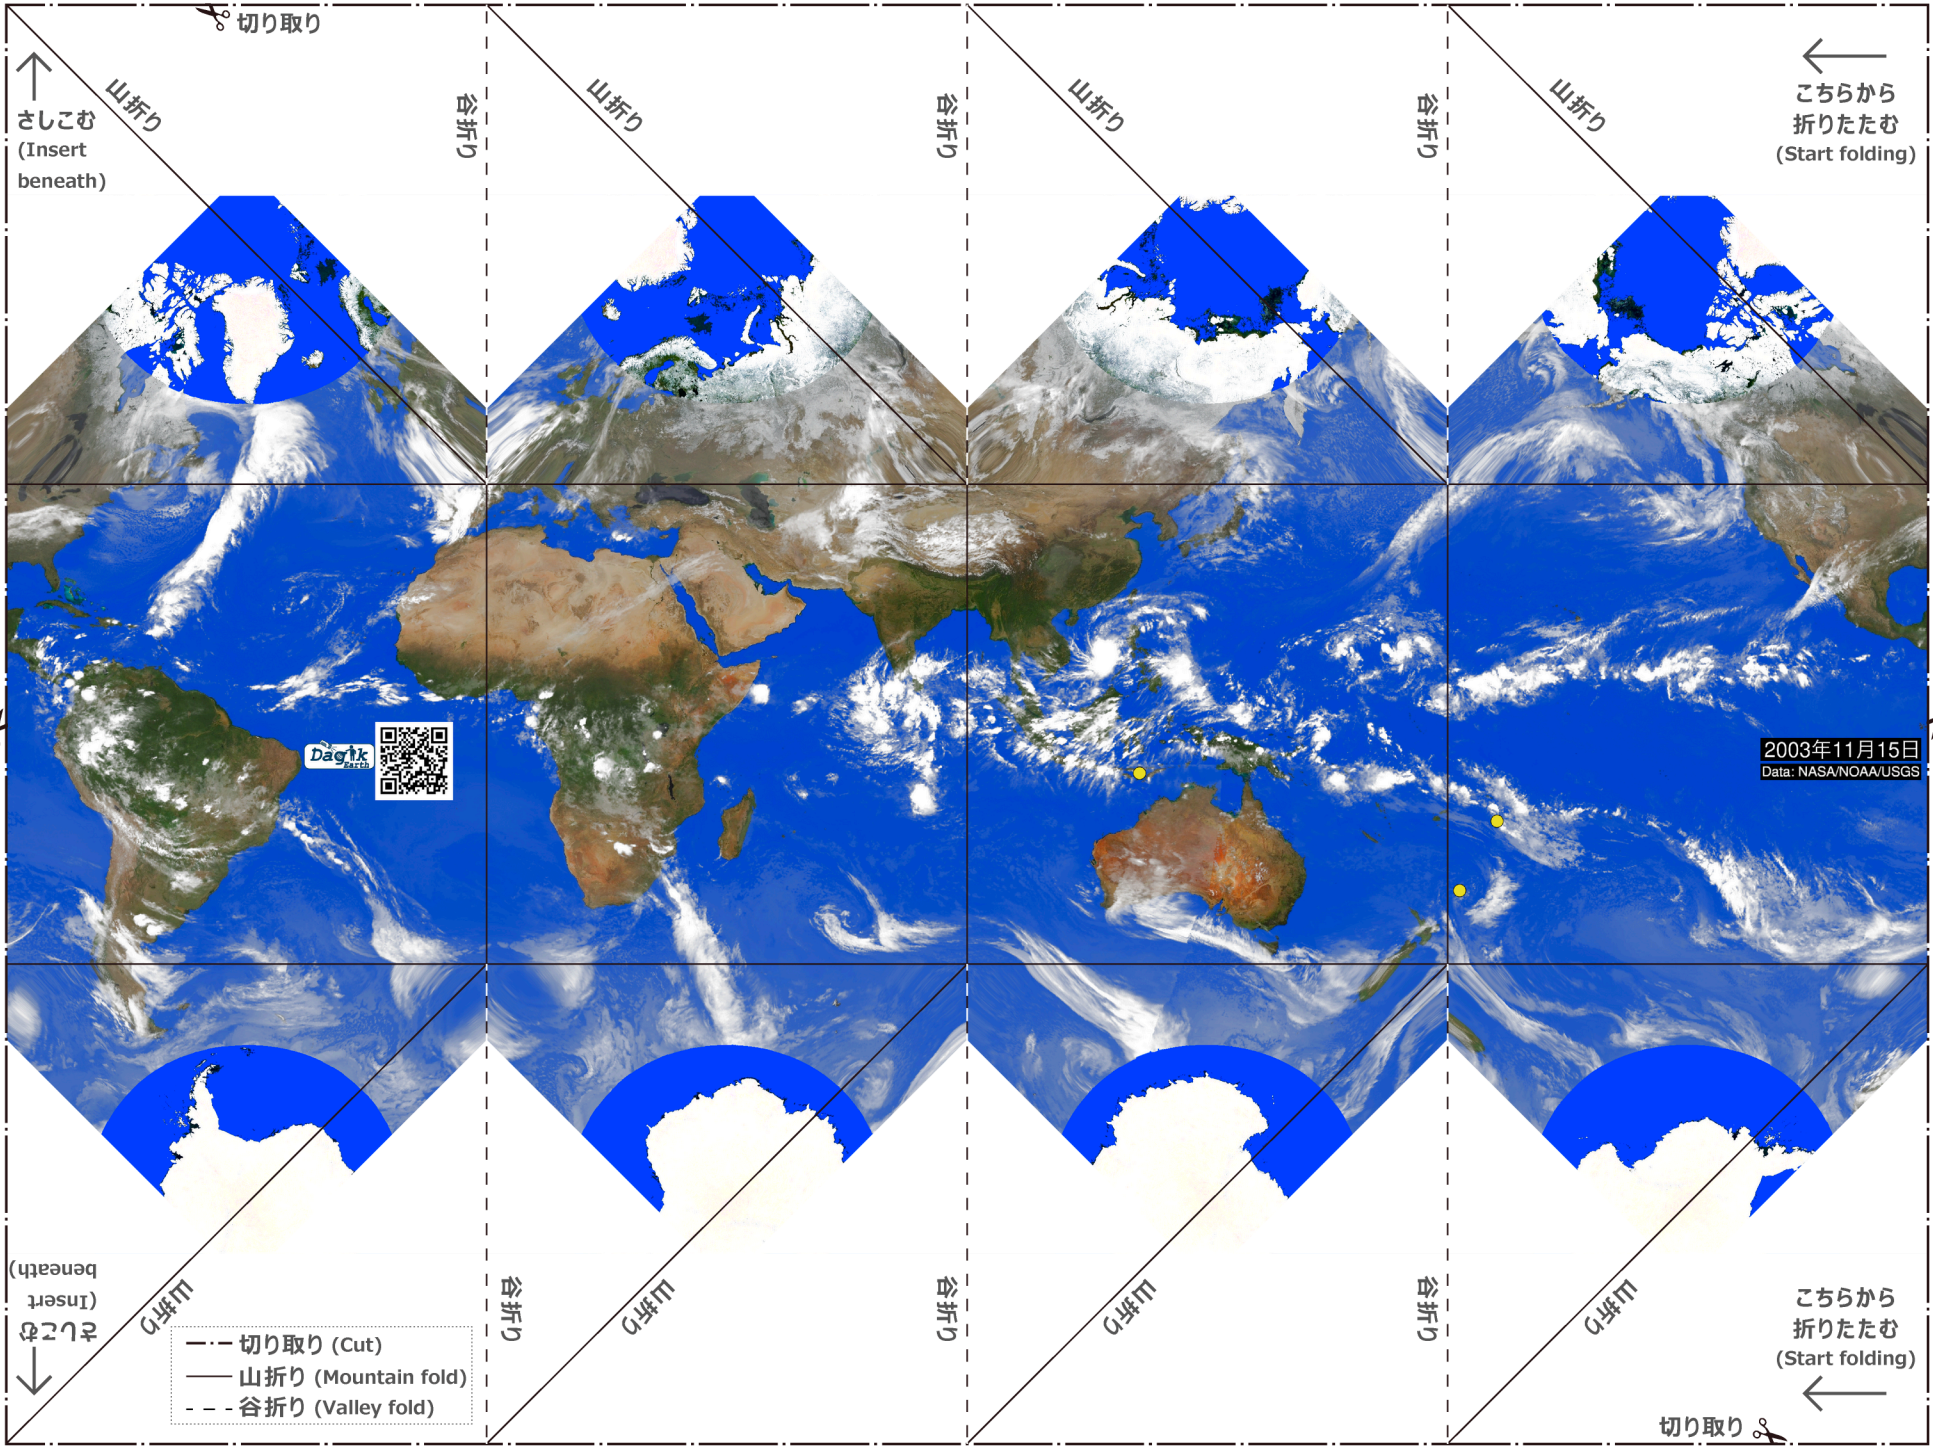 切り取り
山折り
谷折り
山折り
谷折り
山折り
谷折り
山折り
さしこむ
(Insert
beneath)
こちらから
折りたたむ
(Start folding)
Dagik
Earth
2003年11月15日
Data: NASA/NOAA/USGS
さしこむ
(Insert
beneath)
山折り
谷折り
山折り
谷折り
山折り
谷折り
山折り
こちらから
折りたたむ
(Start folding)
切り取り (Cut)
山折り (Mountain fold)
谷折り (Valley fold)
切り取り